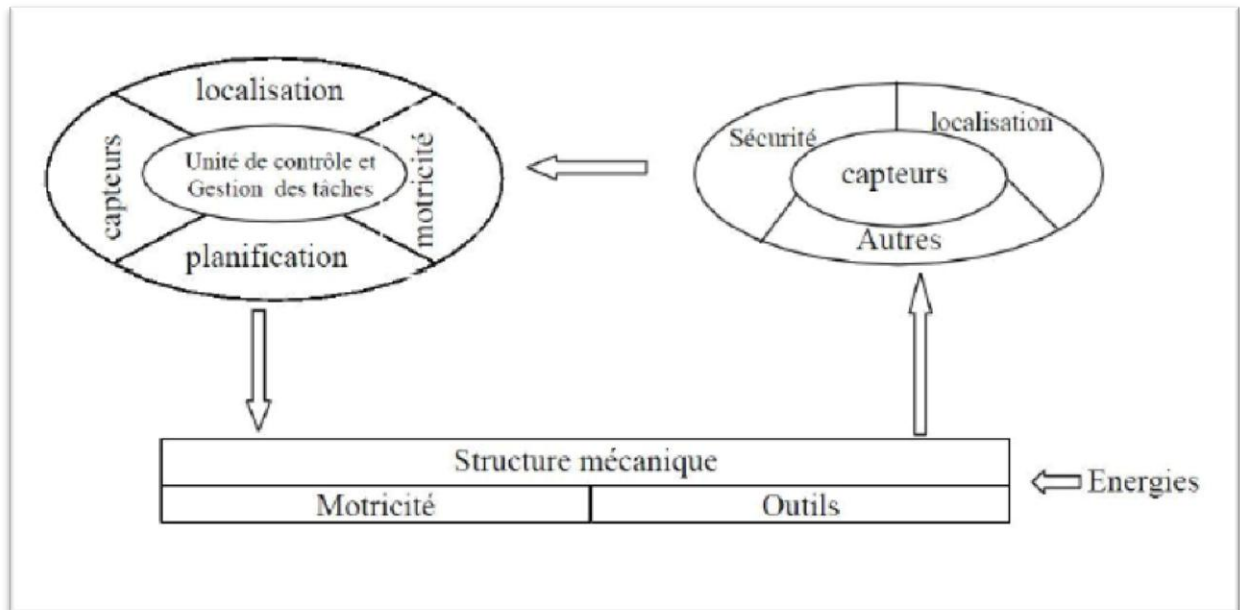 localisation
capteurs
Unité de contrôle et
Gestion des tâches
motricité
planification
Sécurité
localisation
capteurs
Autres
Structure mécanique
Motricité
Outils
Energies